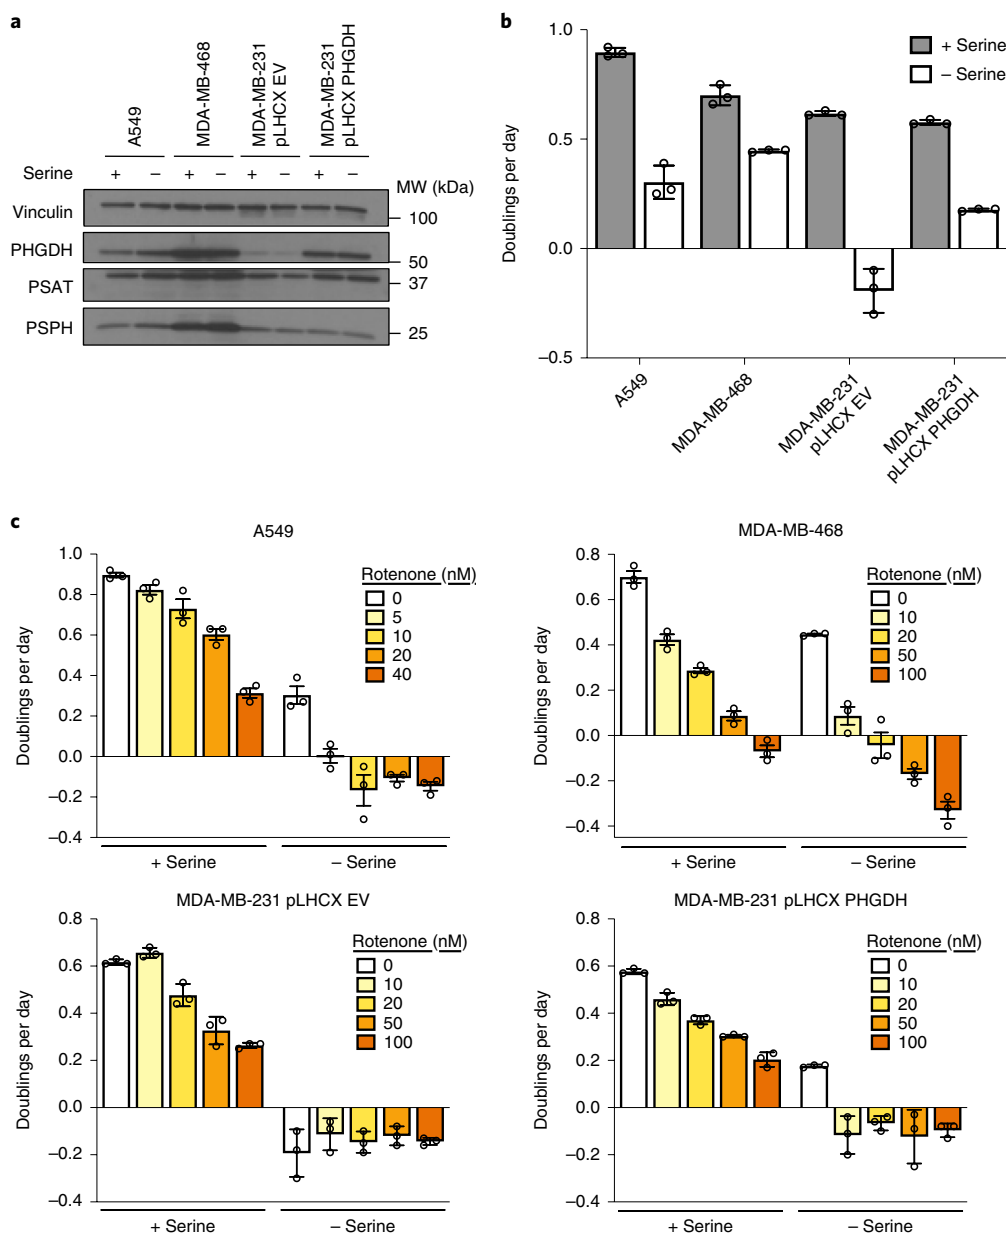 a
A549
MDA-MB-468
MDA-MB-231
pLHCX EV
MDA-MB-231
pLHCX PHGDH
Serine + – + – + – + –
MW (kDa)
Vinculin
100
PHGDH
50
PSAT
37
PSPH
25
b
1.0
0.5
0.0
–0.5
Doublings per day
+ Serine
– Serine
A549
MDA-MB-468
MDA-MB-231
pLHCX EV
MDA-MB-231
pLHCX PHGDH
c
A549
1.0
0.8
0.6
0.4
0.2
0.0
–0.2
–0.4
Doublings per day
Rotenone (nM)
0
5
10
20
40
+ Serine
– Serine
MDA-MB-468
0.8
0.6
0.4
0.2
0.0
–0.2
–0.4
Doublings per day
Rotenone (nM)
0
10
20
50
100
+ Serine
– Serine
MDA-MB-231 pLHCX EV
0.8
0.6
0.4
0.2
0.0
–0.2
–0.4
Doublings per day
Rotenone (nM)
0
10
20
50
100
+ Serine
– Serine
MDA-MB-231 pLHCX PHGDH
0.8
0.6
0.4
0.2
0.0
–0.2
–0.4
Doublings per day
Rotenone (nM)
0
10
20
50
100
+ Serine
– Serine